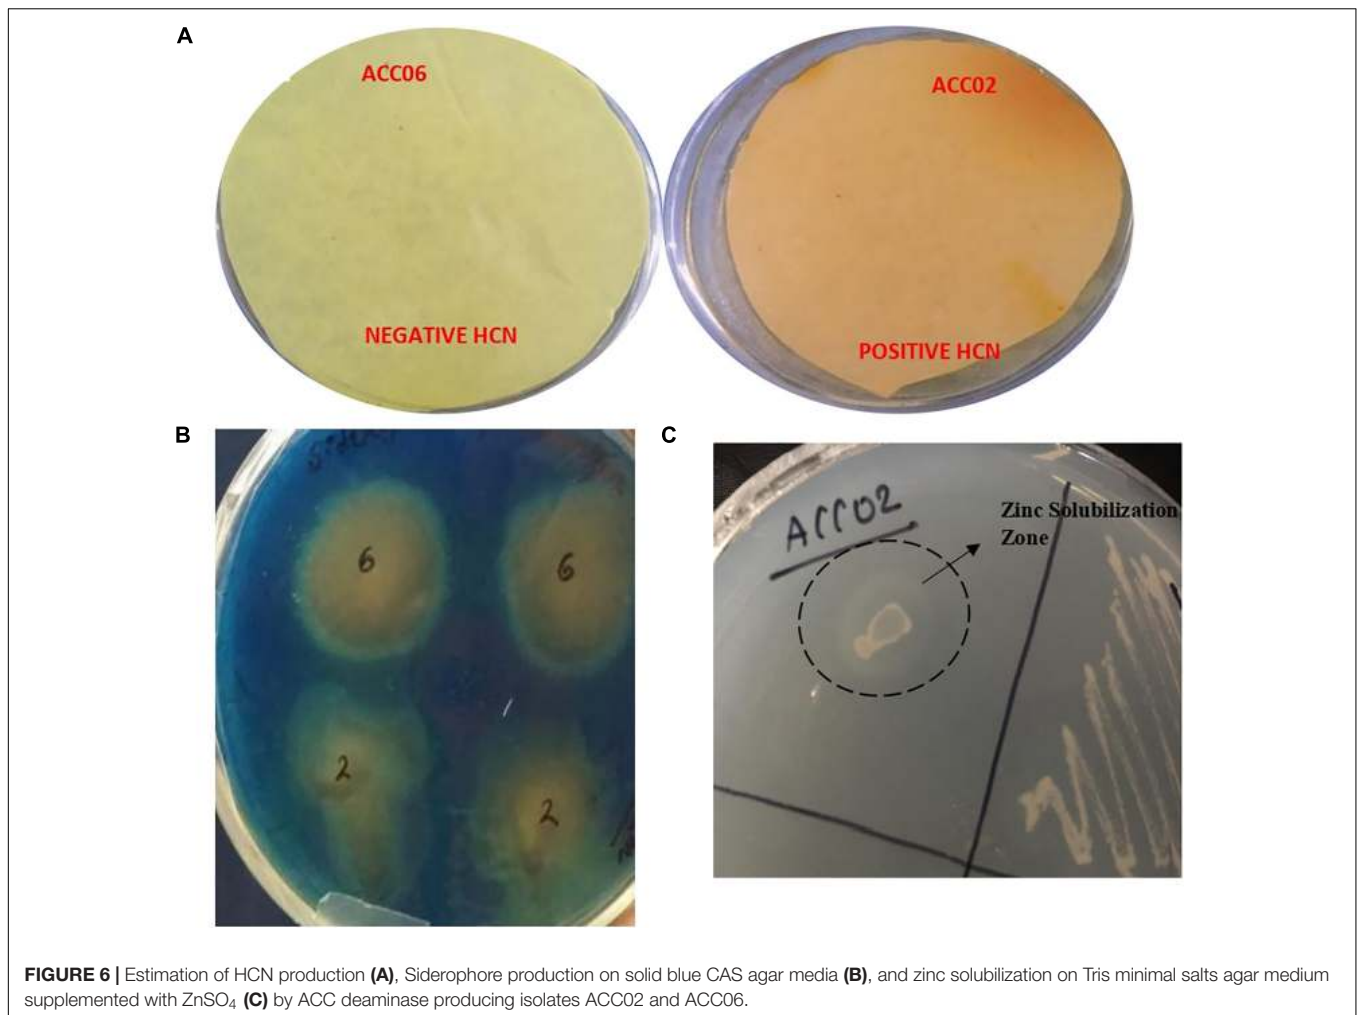 A
ACC06
NEGATIVE HCN
ACC02
POSITIVE HCN
B
6
6
2
2
C
ACC02
Zinc Solubilization
Zone
FIGURE 6 | Estimation of HCN production (A), Siderophore production on solid blue CAS agar media (B), and zinc solubilization on Tris minimal salts agar medium
supplemented with ZnSO₄ (C) by ACC deaminase producing isolates ACC02 and ACC06.